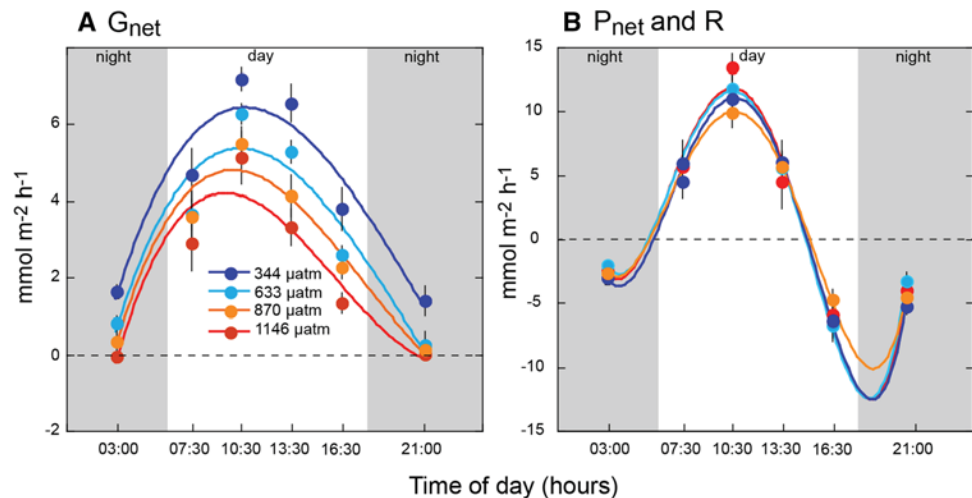 A G_net
night day night
mmol m-2 h-1
6
4
2
0
-2
344 µatm
633 µatm
870 µatm
1146 µatm
03:00 07:30 10:30 13:30 16:30 21:00
B P_net and R
night day night
mmol m-2 h-1
15
10
5
0
-5
-10
-15
03:00 07:30 10:30 13:30 16:30 21:00
Time of day (hours)